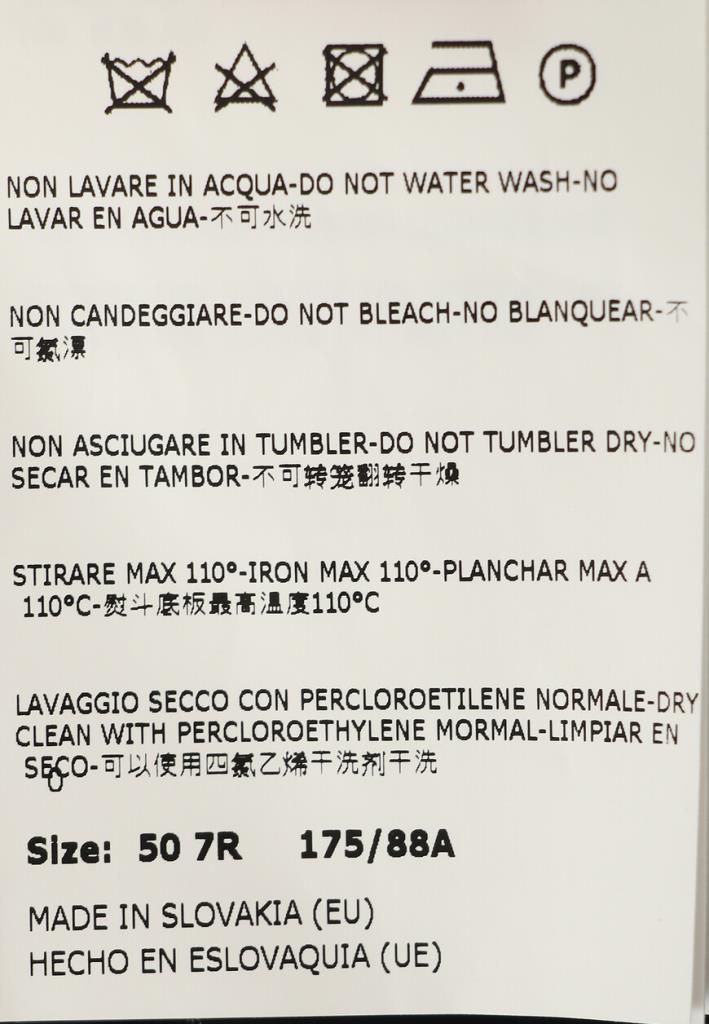 P
NON LAVARE IN ACQUA-DO NOT WATER WASH-NO
LAVAR EN AGUA-不可水洗
NON CANDEGGIARE-DO NOT BLEACH-NO BLANQUEAR-不
可氯漂
NON ASCIUGARE IN TUMBLER-DO NOT TUMBLER DRY-NO
SECAR EN TAMBOR-不可转笼翻转干燥
STIRARE MAX 110°-IRON MAX 110°-PLANCHAR MAX A
110°C-熨斗底板最高温度110°C
LAVAGGIO SECCO CON PERCLOROETILENE NORMALE-DRY
CLEAN WITH PERCLOROETHYLENE MORMAL-LIMPIAR EN
SECO-可以使用四氯乙烯干洗剂干洗
Size: 50 7R 175/88A
MADE IN SLOVAKIA (EU)
HECHO EN ESLOVAQUIA (UE)